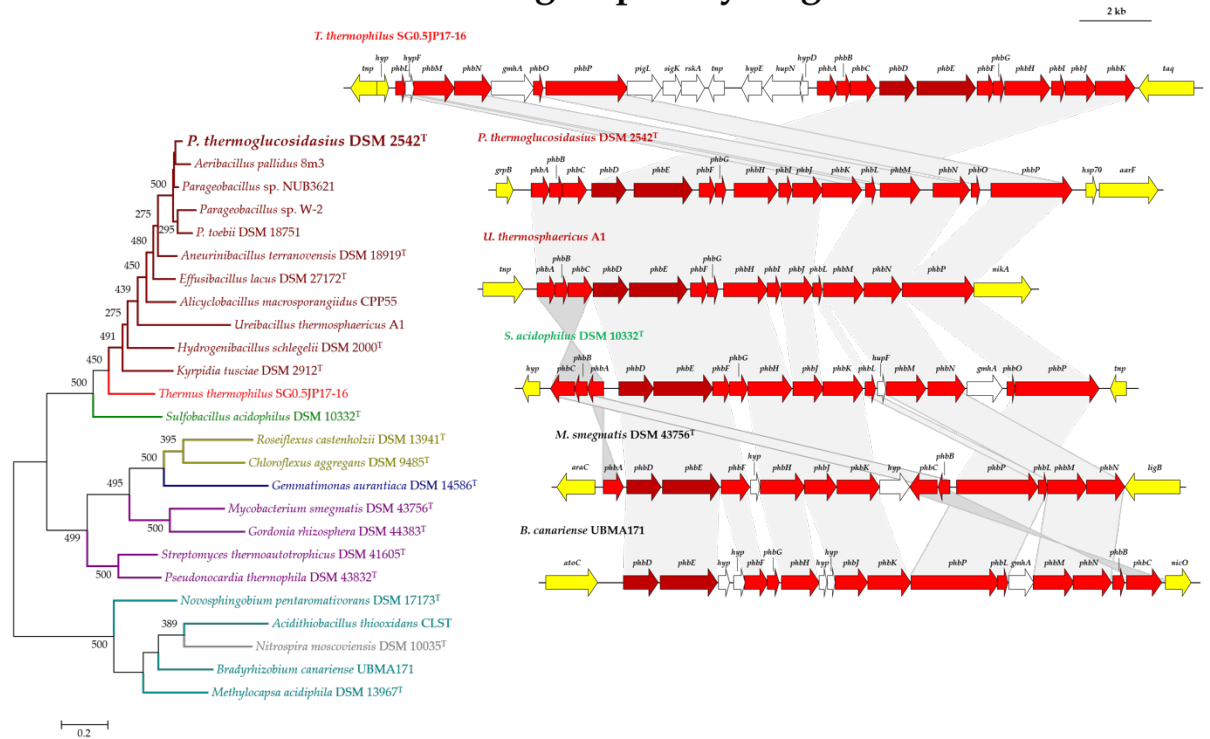 2 kb
T. thermophilus SG0.5JP17-16
tnp hyp phbL hypF phbM phbN gmhA phbO phbP pigL sigK rskA tnp hypE hupN hypD phbA phbB phbC phbD phbE phbF phbG phbH phbI phbJ phbK taq
P. thermoglucosidasius DSM 2542ᵀ
grpB phbA phbB phbC phbD phbE phbF phbG phbH phbI phbJ phbK phbL phbM phbN phbO phbP hsp70 aarF
U. thermosphaericus A1
tnp phbA phbB phbC phbD phbE phbF phbG phbH phbI phbJ phbL phbM phbN phbP nikA
S. acidophilus DSM 10332ᵀ
hyp phbC phbB phbA phbD phbE phbF phbG phbH phbJ phbK phbL hupF phbM phbN gmhA phbO phbP tnp
M. smegmatis DSM 43756ᵀ
araC phbA phbD phbE phbF hyp phbH phbJ phbK hyp phbC phbB phbP phbL phbM phbN ligB
B. canariense UBMA171
atoC phbD phbE hyp hyp phbF phbG phbH hyp hyp phbJ phbK phbP phbL gmhA phbM phbN phbB phbC nicO
P. thermoglucosidasius DSM 2542ᵀ
Aeribacillus pallidus 8m3
500
Parageobacillus sp. NUB3621
275
Parageobacillus sp. W-2
295
P. toebii DSM 18751
480
Aneurinibacillus terranovensis DSM 18919ᵀ
450
Effusibacillus lacus DSM 27172ᵀ
439
Alicyclobacillus macrosporangiidus CPP55
275
Ureibacillus thermosphaericus A1
491
Hydrogenibacillus schlegelii DSM 2000ᵀ
450
Kyrpidia tusciae DSM 2912ᵀ
500
Thermus thermophilus SG0.5JP17-16
Sulfobacillus acidophilus DSM 10332ᵀ
395
Roseiflexus castenholzii DSM 13941ᵀ
500
Chloroflexus aggregans DSM 9485ᵀ
495
Gemmatimonas aurantiaca DSM 14586ᵀ
Mycobacterium smegmatis DSM 43756ᵀ
500
Gordonia rhizosphera DSM 44383ᵀ
499
Streptomyces thermoautotrophicus DSM 41605ᵀ
500
Pseudonocardia thermophila DSM 43832ᵀ
Novosphingobium pentaromativorans DSM 17173ᵀ
389
Acidithiobacillus thiooxidans CLST
500
Nitrospira moscoviensis DSM 10035ᵀ
Bradyrhizobium canariense UBMA171
Methylocapsa acidiphila DSM 13967ᵀ
0.2